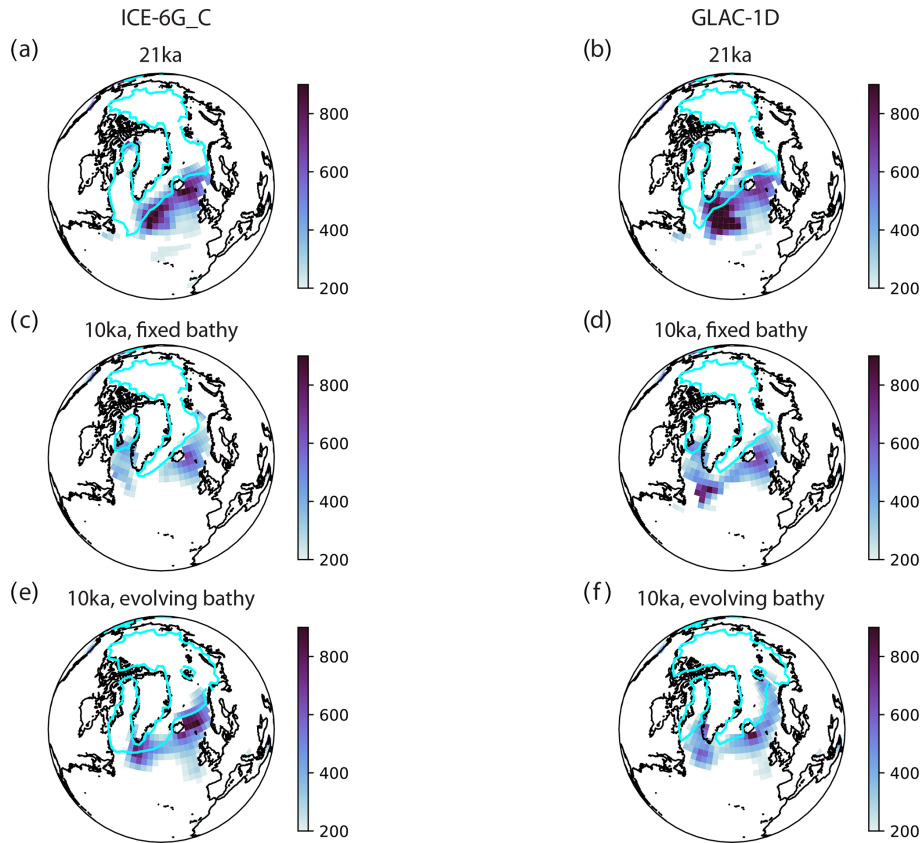 ICE-6G_C GLAC-1D
(a) (b)
21ka 21ka
800 800
600 600
400 400
200 200
(c) (d)
10ka, fixed bathy 10ka, fixed bathy
800 800
600 600
400 400
200 200
(e) (f)
10ka, evolving bathy 10ka, evolving bathy
800 800
600 600
400 400
200 200